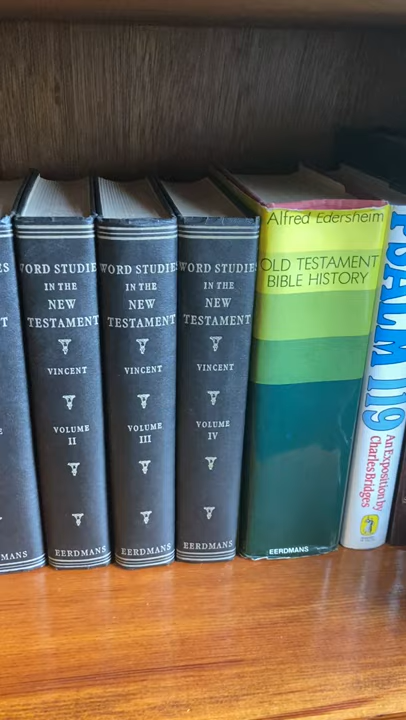 WORD STUDIES
IN THE
NEW
TESTAMENT
VINCENT
VOLUME
II
EERDMANS
WORD STUDIES
IN THE
NEW
TESTAMENT
VINCENT
VOLUME
III
EERDMANS
WORD STUDIES
IN THE
NEW
TESTAMENT
VINCENT
VOLUME
IV
EERDMANS
Alfred Edersheim
OLD TESTAMENT
BIBLE HISTORY
EERDMANS
PSALM 119
An Exposition by
Charles Bridges